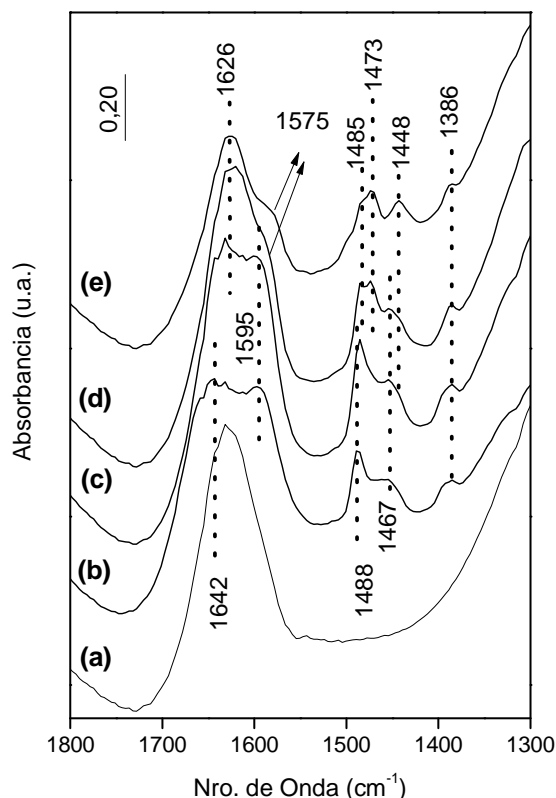 1626
1473
0,20
1575
1485
1448
1386
(e)
1595
(d)
(c)
1467
(b)
1642
1488
(a)
Absorbancia (u.a.)
1800 1700 1600 1500 1400 1300
Nro. de Onda (cm⁻¹)